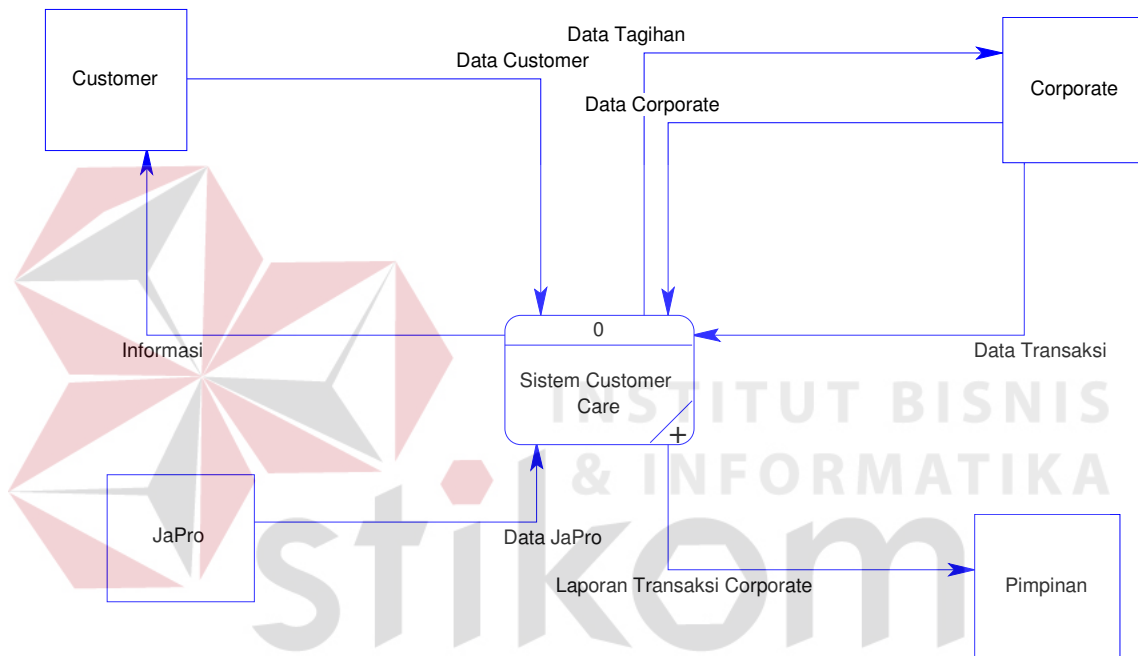 Data Tagihan
Customer
Data Customer
Corporate
Data Corporate
0
Informasi
Data Transaksi
Sistem Customer
Care
+
INSTITUT BISNIS
& INFORMATIKA
stikom
JaPro
Data JaPro
Laporan Transaksi Corporate
Pimpinan